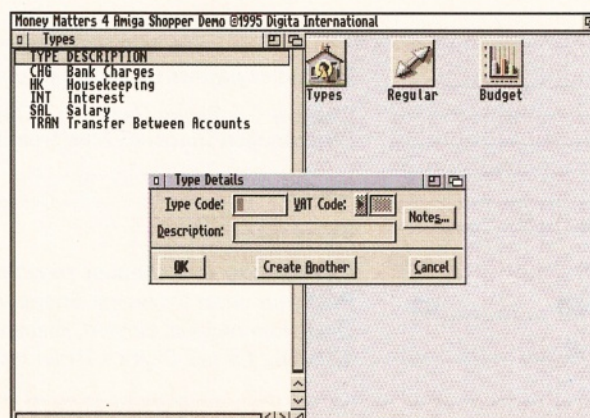 Money Matters 4 Amiga Shopper Demo ©1995 Digita International
Types
TYPE DESCRIPTION
CHG Bank Charges
HK Housekeeping
INT Interest
SAL Salary
TRAN Transfer Between Accounts
Types
Regular
Budget
Type Details
Type Code:
VAT Code:
Notes...
Description:
OK
Create Another
Cancel